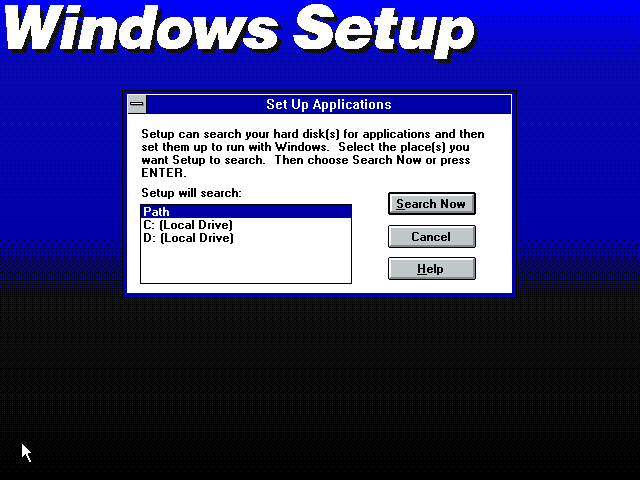 Windows Setup
Set Up Applications
Setup can search your hard disk(s) for applications and then
set them up to run with Windows.  Select the place(s) you
want Setup to search.  Then choose Search Now or press
ENTER.
Setup will search:
Path
C: (Local Drive)
D: (Local Drive)
Search Now
Cancel
Help